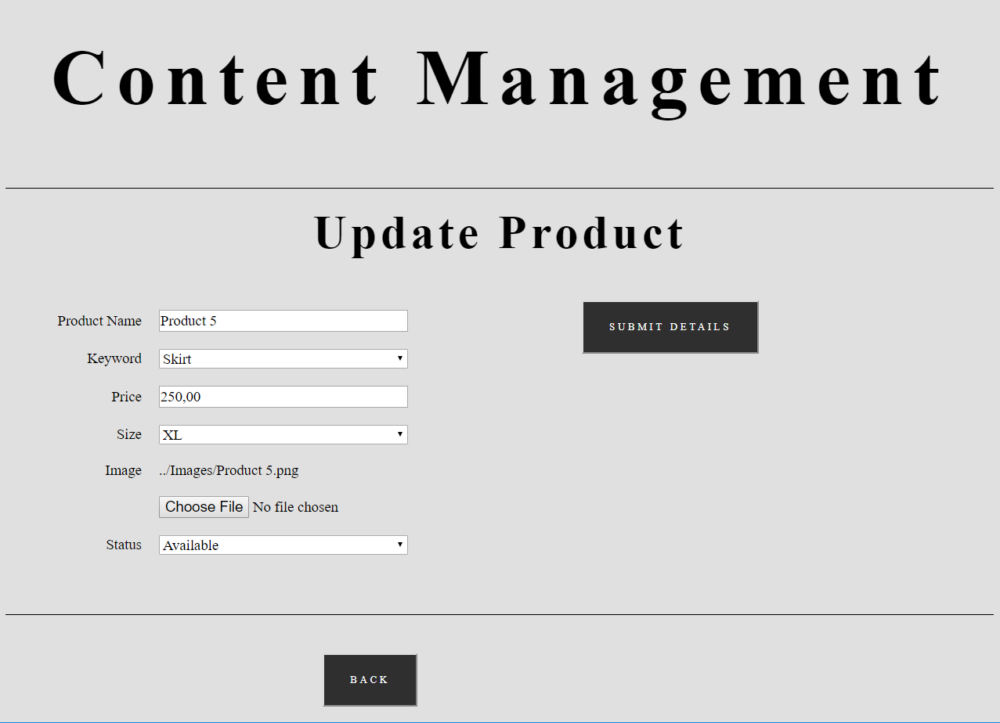 Content Management
Update Product
Product Name Product 5
SUBMIT DETAILS
Keyword Skirt
Price 250,00
Size XL
Image ../Images/Product 5.png
Choose File No file chosen
Status Available
BACK